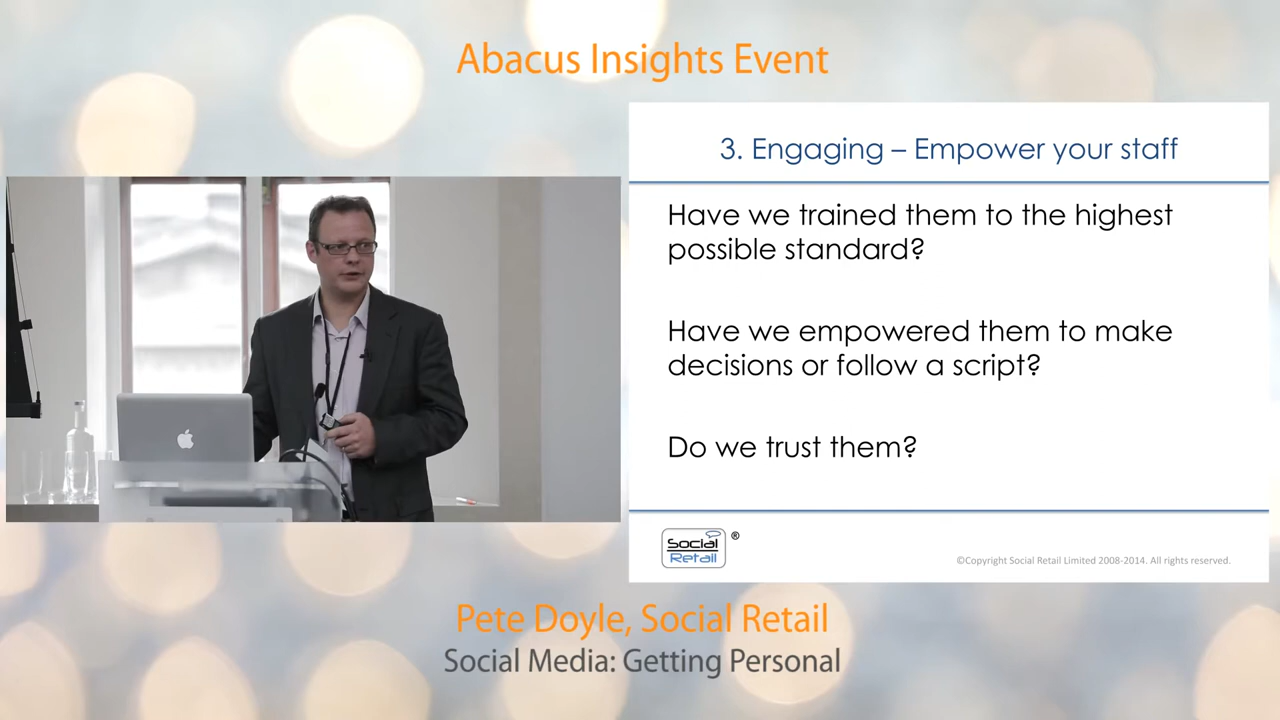 Abacus Insights Event
3. Engaging – Empower your staff
Have we trained them to the highest
possible standard?
Have we empowered them to make
decisions or follow a script?
Do we trust them?
Social
Retail
®
©Copyright Social Retail Limited 2008-2014. All rights reserved.
Pete Doyle, Social Retail
Social Media: Getting Personal